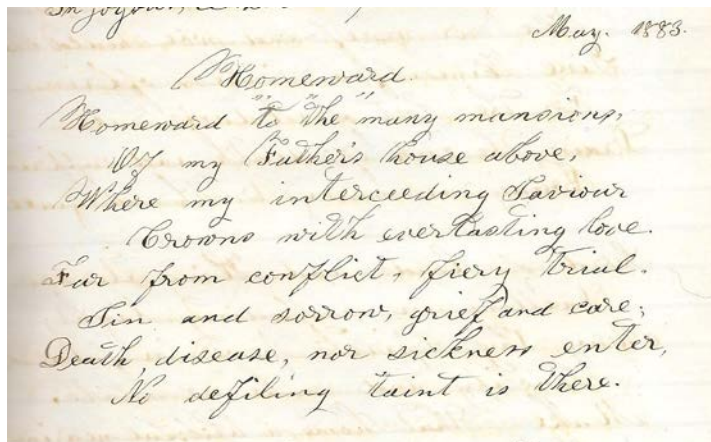 In joyous,
May. 1883.
Homeward.
Homeward to the many mansions,
Of my Father's house above,
Where my interceeding Saviour
Crowns with everlasting love.
Far from conflict, fiery trial.
Sin and sorrow, grief and care;
Death, disease, nor sickness enter,
No defiling taint is there.